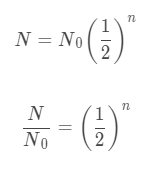 N = N₀(1/2)ⁿ
N/N₀ = (1/2)ⁿ